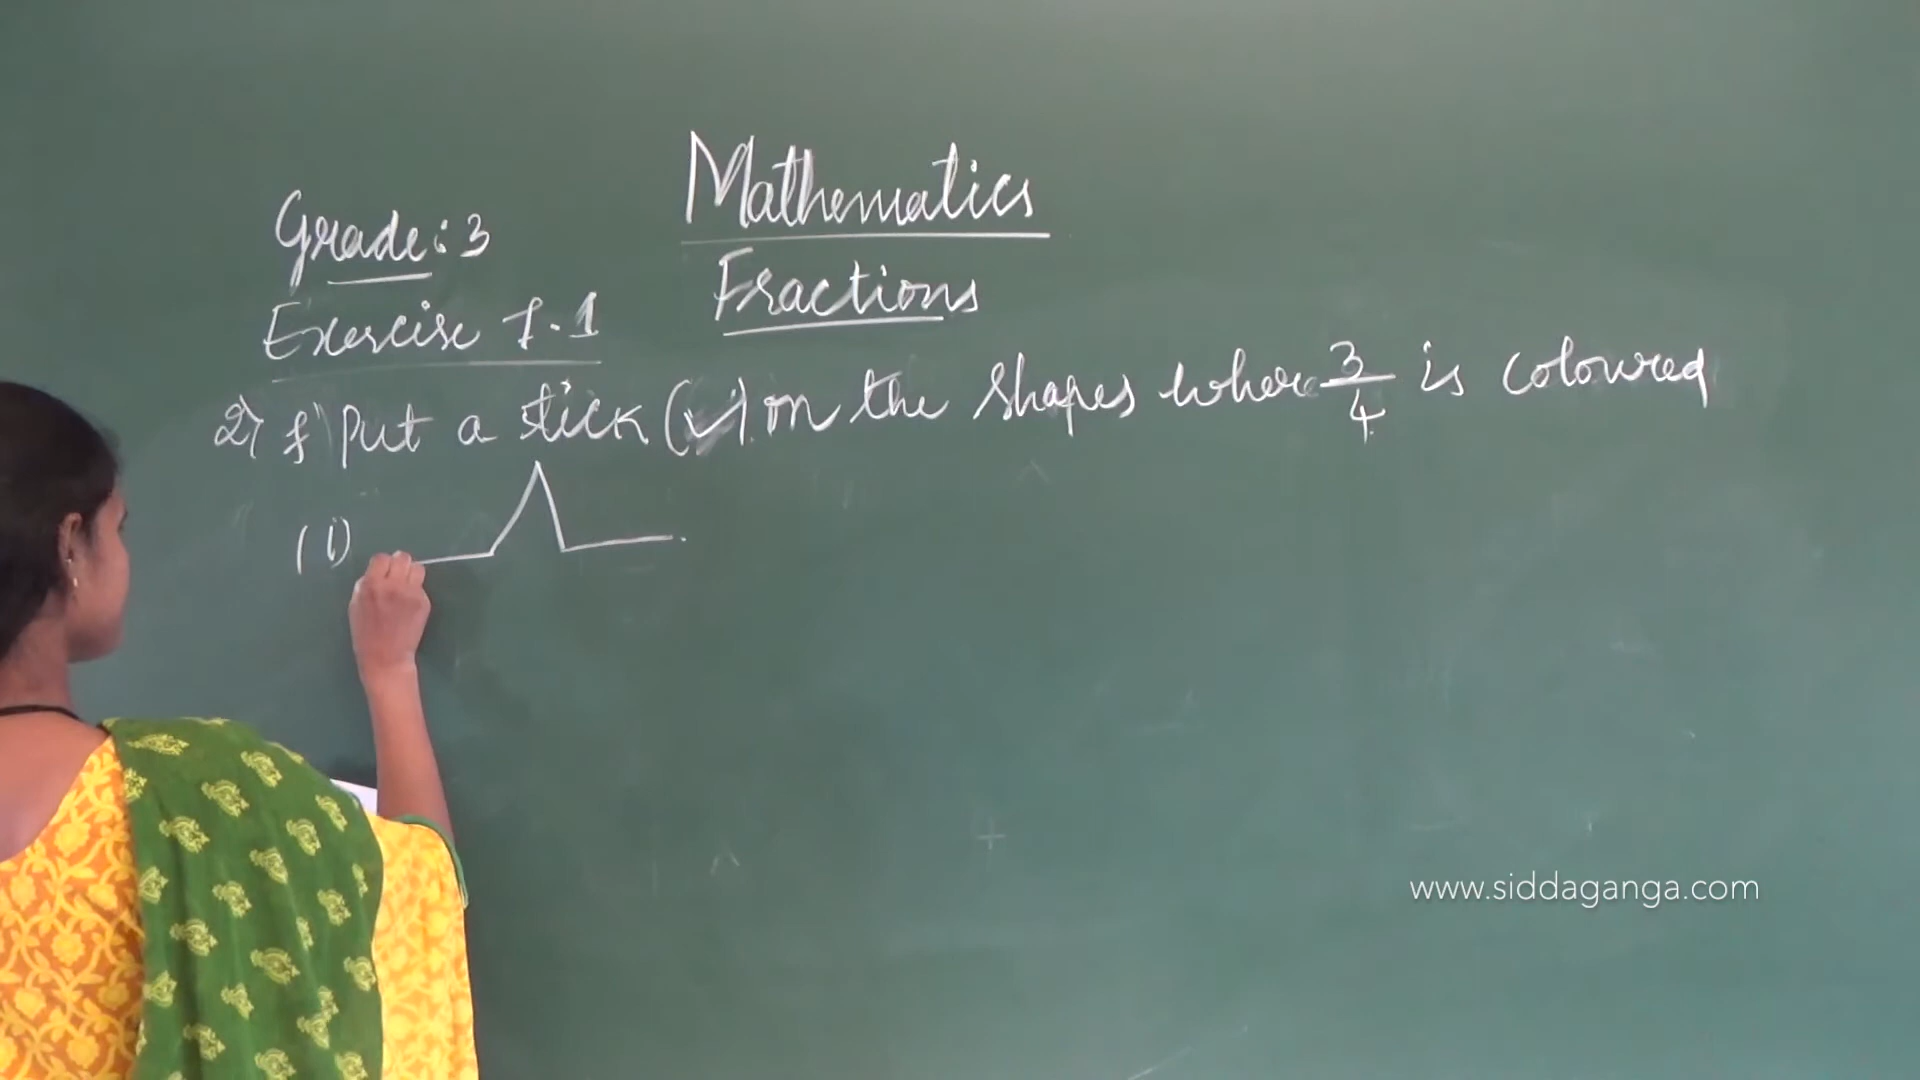 Mathematics
Grade: 3
Fractions
Exercise 7.1
2) f) Put a tick (✓) on the shapes where 3/4 is coloured
(i)
www.siddaganga.com